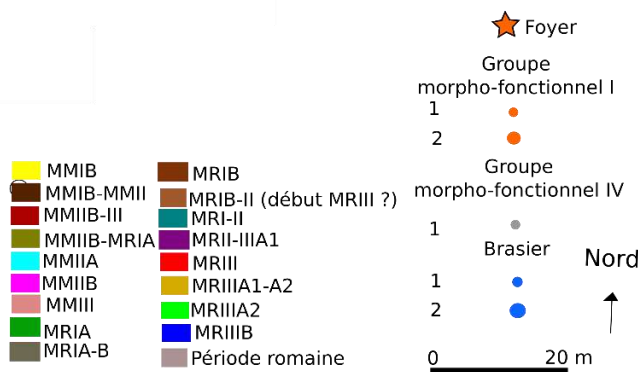 Foyer
Groupe
morpho-fonctionnel I
1
2
Groupe
morpho-fonctionnel IV
1
Brasier
1
2
Nord
0 20 m
MMIB
MMIB-MMII
MMIIB-III
MMIIB-MRIA
MMIIA
MMIIB
MMIII
MRIA
MRIA-B
MRIB
MRIB-II (début MRIII ?)
MRI-II
MRII-IIIA1
MRIII
MRIIIA1-A2
MRIIIA2
MRIIIB
Période romaine